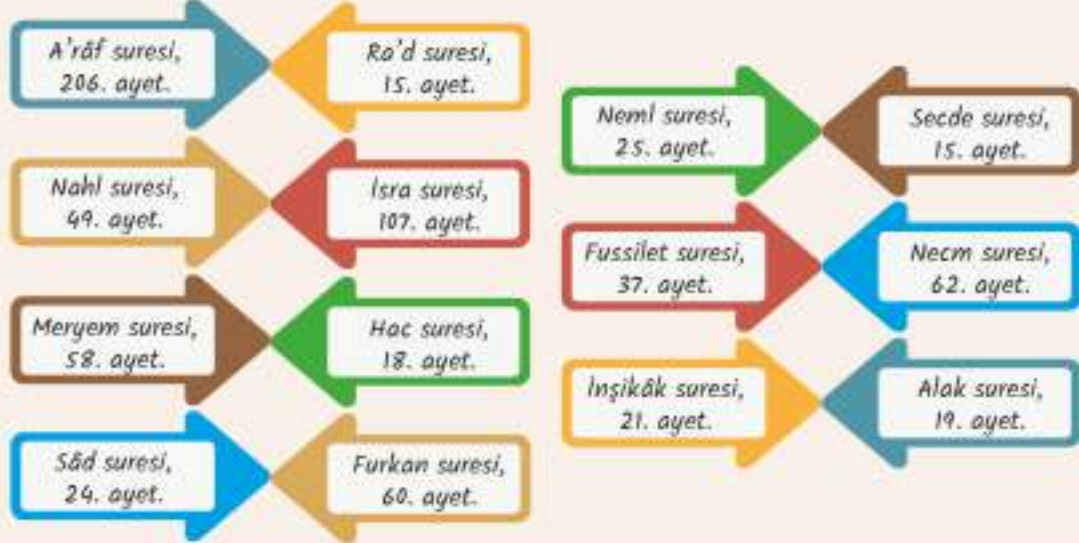 A'râf suresi,
206. ayet.
Ra'd suresi,
15. ayet.
Nahl suresi,
49. ayet.
İsra suresi,
107. ayet.
Meryem suresi,
58. ayet.
Hac suresi,
18. ayet.
Sâd suresi,
24. ayet.
Furkan suresi,
60. ayet.
Neml suresi,
25. ayet.
Secde suresi,
15. ayet.
Fussilet suresi,
37. ayet.
Necm suresi,
62. ayet.
İnşikâk suresi,
21. ayet.
Alak suresi,
19. ayet.